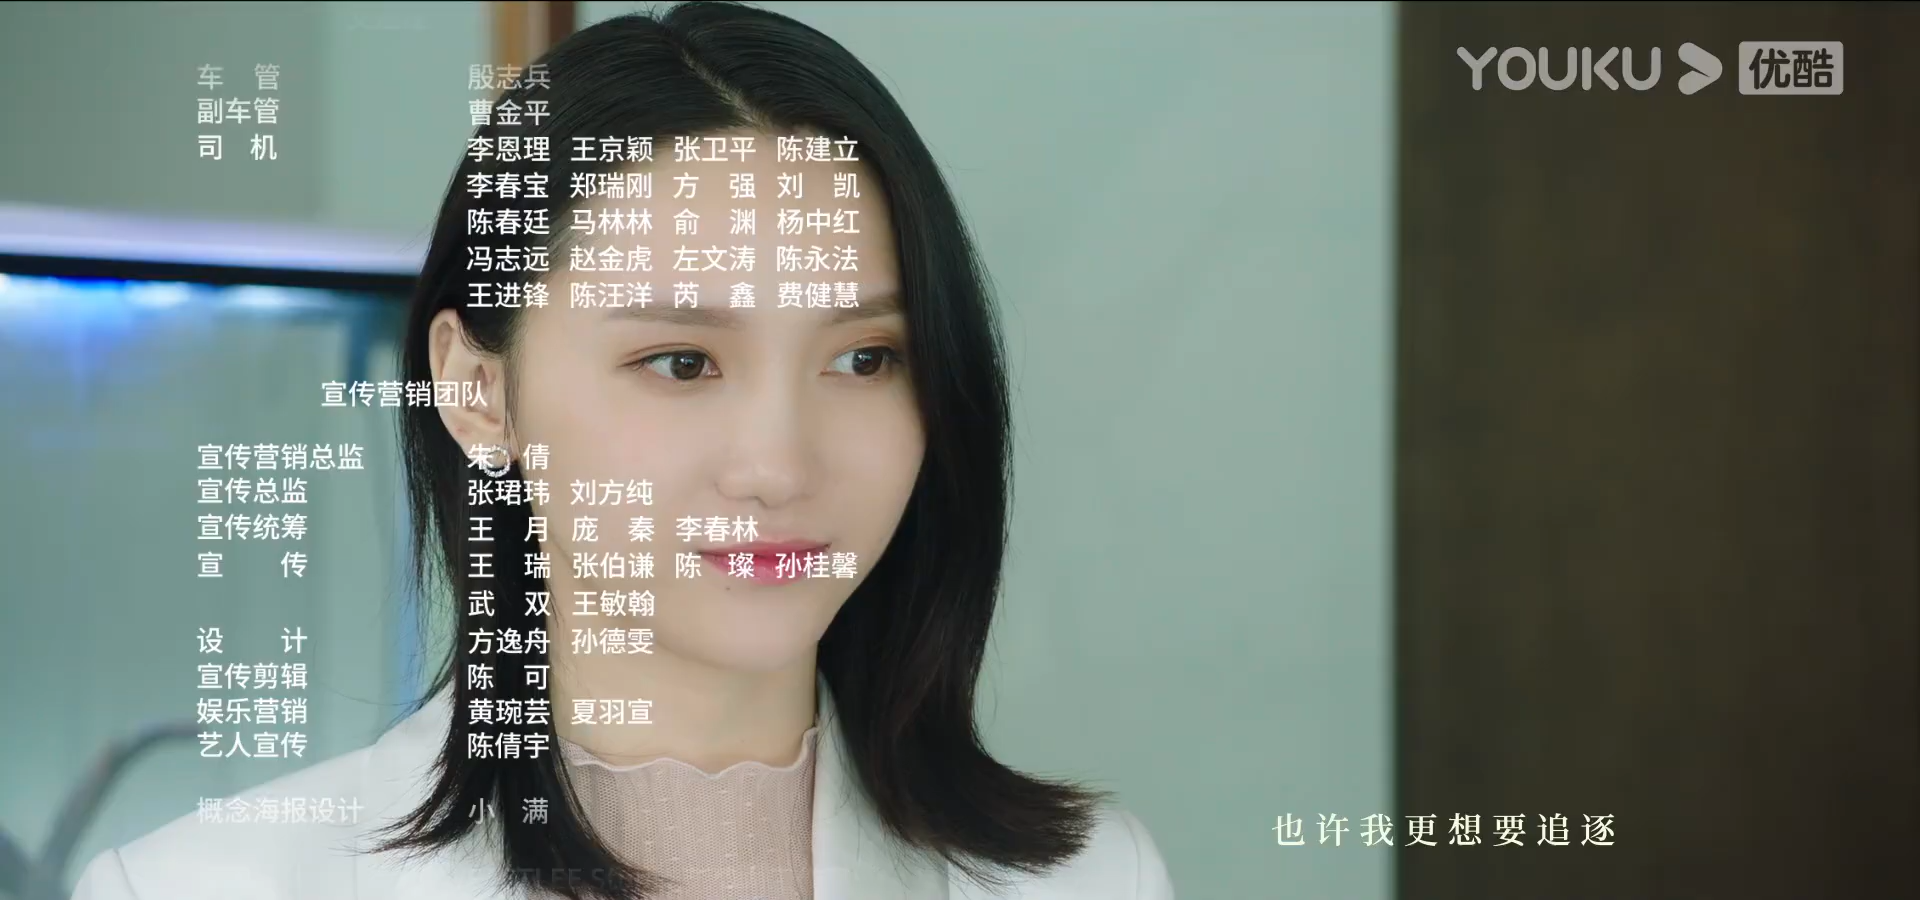 YOUKU 优酷
车 管 殷志兵
副车管 曹金平
司 机 李恩理 王京颖 张卫平 陈建立
李春宝 郑瑞刚 方 强 刘 凯
陈春廷 马林林 俞 渊 杨中红
冯志远 赵金虎 左文涛 陈永法
王进锋 陈汪洋 芮 鑫 费健慧
宣传营销团队
宣传营销总监 朱 倩
宣传总监 张珺玮 刘方纯
宣传统筹 王 月 庞 秦 李春林
宣 传 王 瑞 张伯谦 陈 璨 孙桂馨
武 双 王敏翰
设 计 方逸舟 孙德雯
宣传剪辑 陈 可
娱乐营销 黄琬芸 夏羽宣
艺人宣传 陈倩宇
概念海报设计 小 满
也许我更想要追逐